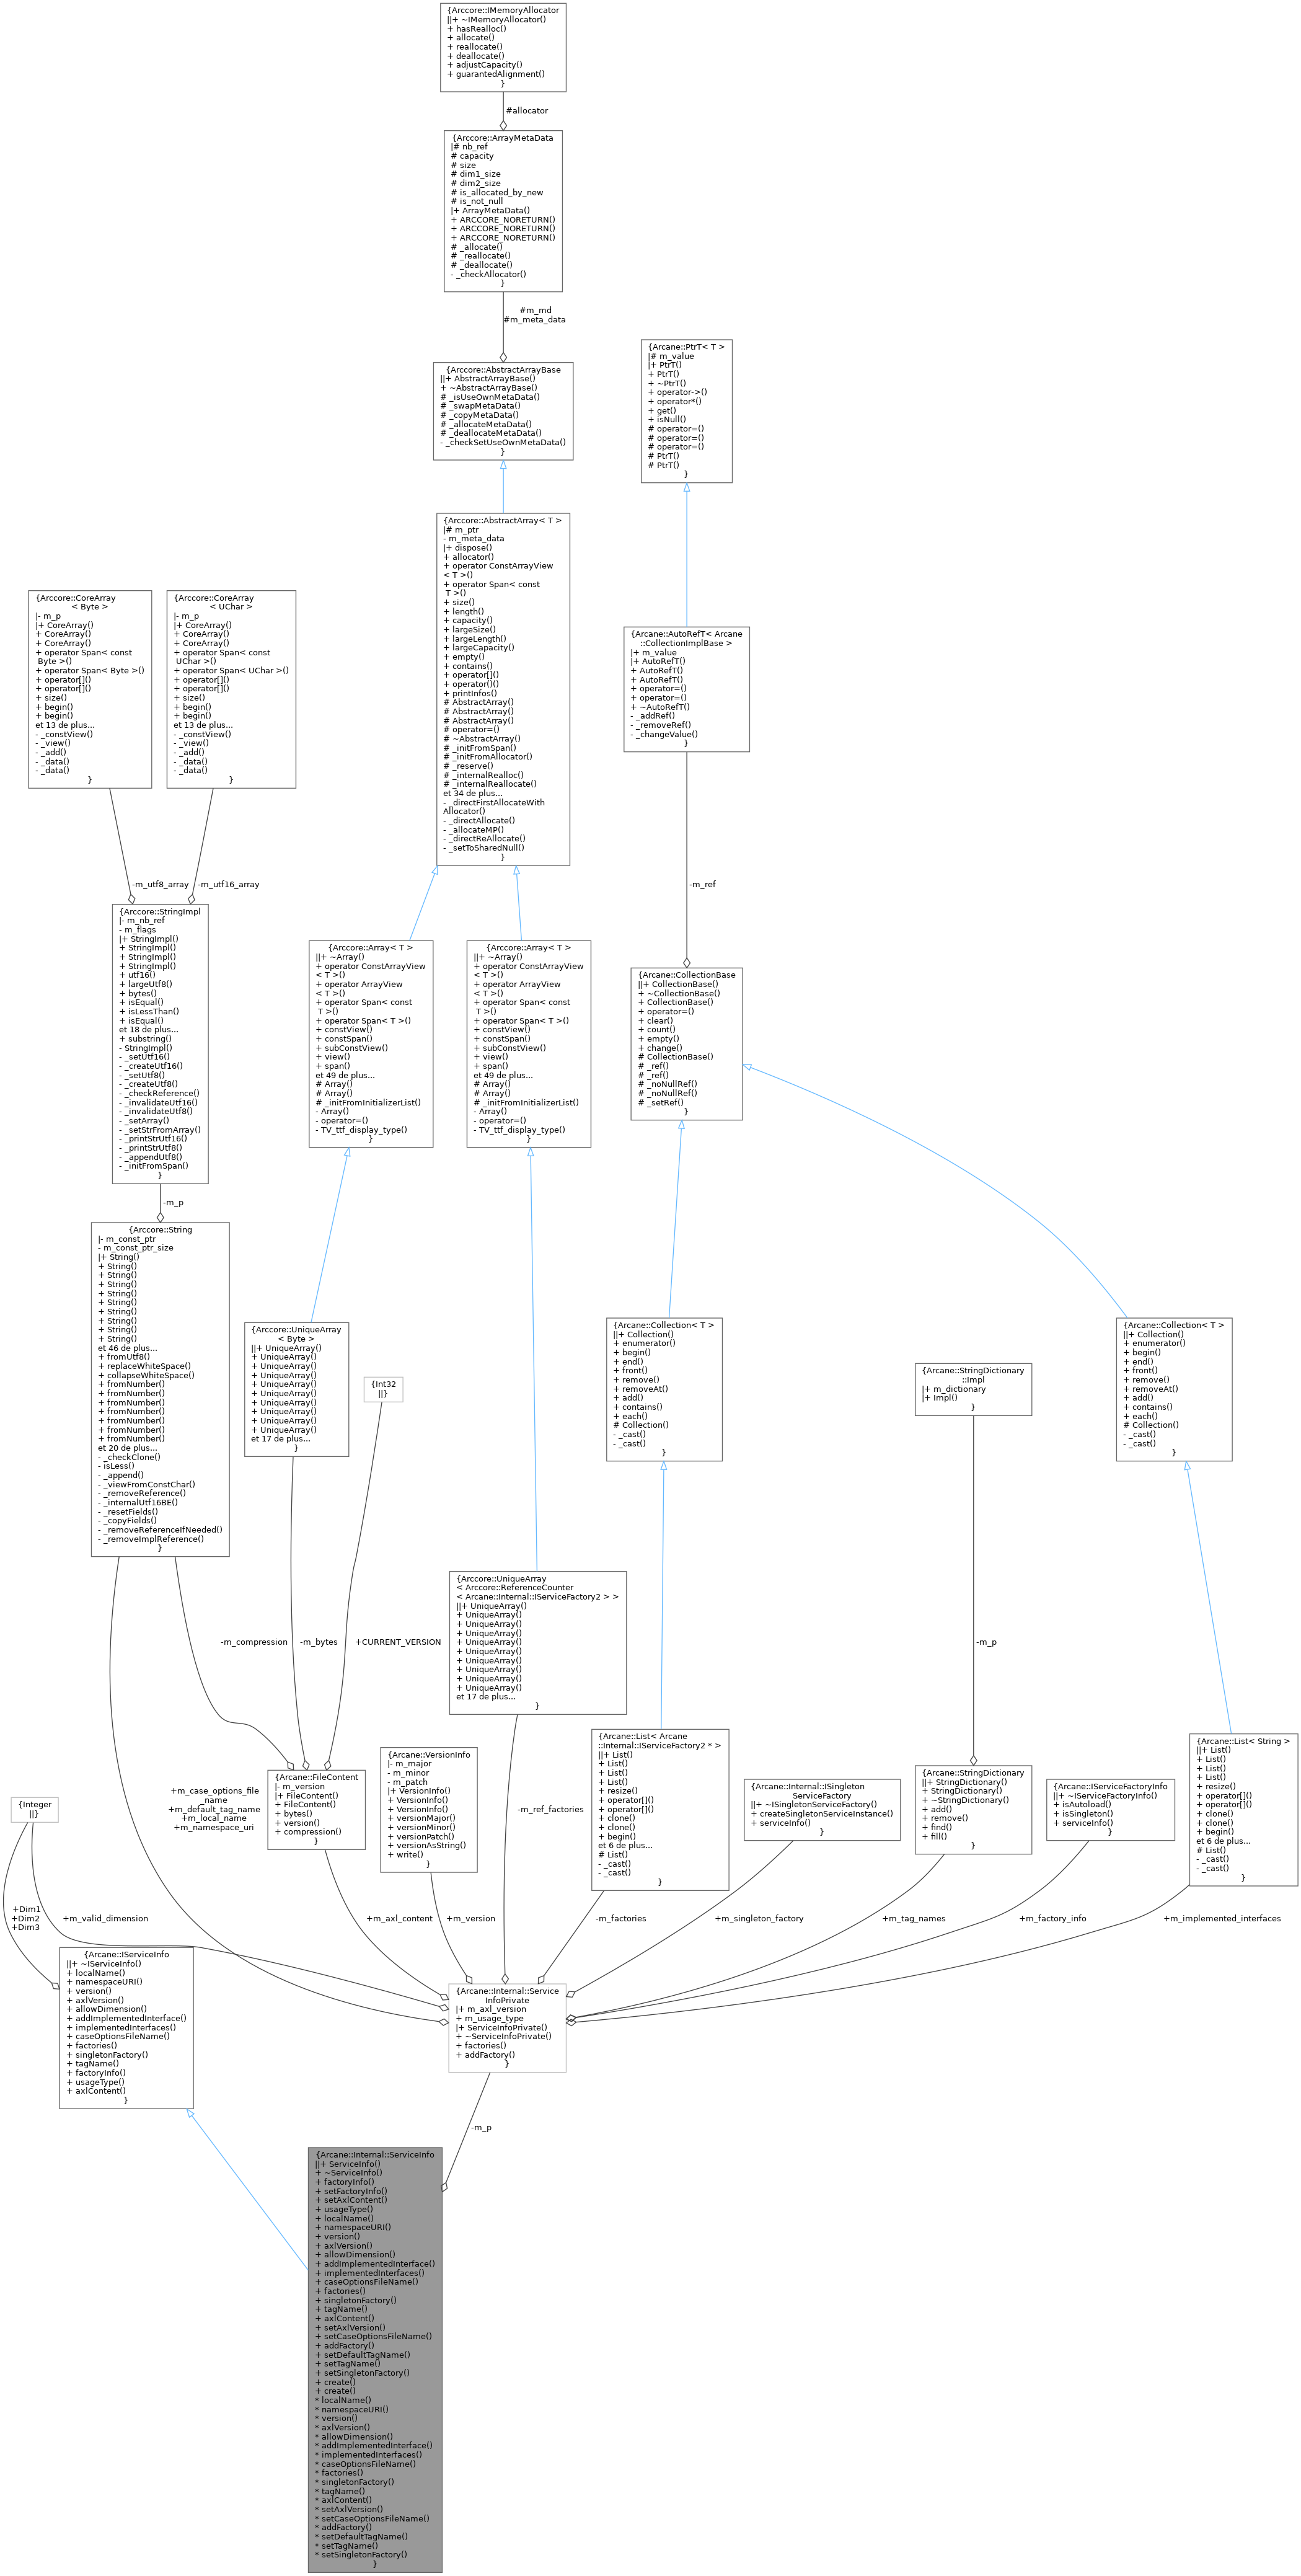 {Arccore::IMemoryAllocator
||+ ~IMemoryAllocator()
+ hasRealloc()
+ allocate()
+ reallocate()
+ deallocate()
+ adjustCapacity()
+ guarantedAlignment()
}
#allocator
{Arccore::ArrayMetaData
|# nb_ref
# capacity
# size
# dim1_size
# dim2_size
# is_allocated_by_new
# is_not_null
|+ ArrayMetaData()
+ ARCCORE_NORETURN()
+ ARCCORE_NORETURN()
+ ARCCORE_NORETURN()
# _allocate()
# _reallocate()
# _deallocate()
- _checkAllocator()
}
#m_md
#m_meta_data
{Arccore::AbstractArrayBase
||+ AbstractArrayBase()
+ ~AbstractArrayBase()
# _isUseOwnMetaData()
# _swapMetaData()
# _copyMetaData()
# _allocateMetaData()
# _deallocateMetaData()
- _checkSetUseOwnMetaData()
}
{Arcane::PtrT< T >
|# m_value
|+ PtrT()
+ PtrT()
+ ~PtrT()
+ operator->()
+ operator*()
+ get()
+ isNull()
# operator=()
# operator=()
# operator=()
# PtrT()
# PtrT()
}
{Arccore::AbstractArray< T >
|# m_ptr
- m_meta_data
|+ dispose()
+ allocator()
+ operator ConstArrayView
< T >()
+ operator Span< const
 T >()
+ size()
+ length()
+ capacity()
+ largeSize()
+ largeLength()
+ largeCapacity()
+ empty()
+ contains()
+ operator[]()
+ operator()()
+ printInfos()
# AbstractArray()
# AbstractArray()
# AbstractArray()
# operator=()
# ~AbstractArray()
# _initFromSpan()
# _initFromAllocator()
# _reserve()
# _internalRealloc()
# _internalReallocate()
et 34 de plus...
- _directFirstAllocateWith
Allocator()
- _directAllocate()
- _allocateMP()
- _directReAllocate()
- _setToSharedNull()
}
{Arccore::CoreArray
< Byte >
|- m_p
|+ CoreArray()
+ CoreArray()
+ CoreArray()
+ operator Span< const
 Byte >()
+ operator Span< Byte >()
+ operator[]()
+ operator[]()
+ size()
+ begin()
+ begin()
et 13 de plus...
- _constView()
- _view()
- _add()
- _data()
- _data()
}
{Arccore::CoreArray
< UChar >
|- m_p
|+ CoreArray()
+ CoreArray()
+ CoreArray()
+ operator Span< const
 UChar >()
+ operator Span< UChar >()
+ operator[]()
+ operator[]()
+ size()
+ begin()
+ begin()
et 13 de plus...
- _constView()
- _view()
- _add()
- _data()
- _data()
}
{Arcane::AutoRefT< Arcane
::CollectionImplBase >
|+ m_value
|+ AutoRefT()
+ AutoRefT()
+ AutoRefT()
+ operator=()
+ operator=()
+ ~AutoRefT()
- _addRef()
- _removeRef()
- _changeValue()
}
-m_utf8_array
-m_utf16_array
-m_ref
{Arccore::StringImpl
|- m_nb_ref
- m_flags
|+ StringImpl()
+ StringImpl()
+ StringImpl()
+ StringImpl()
+ utf16()
+ largeUtf8()
+ bytes()
+ isEqual()
+ isLessThan()
+ isEqual()
et 18 de plus...
+ substring()
- StringImpl()
- _setUtf16()
- _createUtf16()
- _setUtf8()
- _createUtf8()
- _checkReference()
- _invalidateUtf16()
- _invalidateUtf8()
- _setArray()
- _setStrFromArray()
- _printStrUtf16()
- _printStrUtf8()
- _appendUtf8()
- _initFromSpan()
}
{Arccore::Array< T >
||+ ~Array()
+ operator ConstArrayView
< T >()
+ operator ArrayView
< T >()
+ operator Span< const
 T >()
+ operator Span< T >()
+ constView()
+ constSpan()
+ subConstView()
+ view()
+ span()
et 49 de plus...
# Array()
# Array()
# _initFromInitializerList()
- Array()
- operator=()
- TV_ttf_display_type()
}
{Arccore::Array< T >
||+ ~Array()
+ operator ConstArrayView
< T >()
+ operator ArrayView
< T >()
+ operator Span< const
 T >()
+ operator Span< T >()
+ constView()
+ constSpan()
+ subConstView()
+ view()
+ span()
et 49 de plus...
# Array()
# Array()
# _initFromInitializerList()
- Array()
- operator=()
- TV_ttf_display_type()
}
{Arcane::CollectionBase
||+ CollectionBase()
+ ~CollectionBase()
+ CollectionBase()
+ operator=()
+ clear()
+ count()
+ empty()
+ change()
# CollectionBase()
# _ref()
# _ref()
# _noNullRef()
# _noNullRef()
# _setRef()
}
-m_p
{Arccore::String
|- m_const_ptr
- m_const_ptr_size
|+ String()
+ String()
+ String()
+ String()
+ String()
+ String()
+ String()
+ String()
+ String()
+ String()
et 46 de plus...
+ fromUtf8()
+ replaceWhiteSpace()
+ collapseWhiteSpace()
+ fromNumber()
+ fromNumber()
+ fromNumber()
+ fromNumber()
+ fromNumber()
+ fromNumber()
+ fromNumber()
et 20 de plus...
- _checkClone()
- isLess()
- _append()
- _viewFromConstChar()
- _removeReference()
- _internalUtf16BE()
- _resetFields()
- _copyFields()
- _removeReferenceIfNeeded()
- _removeImplReference()
}
{Arccore::UniqueArray
< Byte >
||+ UniqueArray()
+ UniqueArray()
+ UniqueArray()
+ UniqueArray()
+ UniqueArray()
+ UniqueArray()
+ UniqueArray()
+ UniqueArray()
+ UniqueArray()
+ UniqueArray()
et 17 de plus...
}
{Int32
||}
{Arcane::Collection< T >
||+ Collection()
+ enumerator()
+ begin()
+ end()
+ front()
+ remove()
+ removeAt()
+ add()
+ contains()
+ each()
# Collection()
- _cast()
- _cast()
}
{Arcane::StringDictionary
::Impl
|+ m_dictionary
|+ Impl()
}
{Arcane::Collection< T >
||+ Collection()
+ enumerator()
+ begin()
+ end()
+ front()
+ remove()
+ removeAt()
+ add()
+ contains()
+ each()
# Collection()
- _cast()
- _cast()
}
{Arccore::UniqueArray
< Arccore::ReferenceCounter
< Arcane::Internal::IServiceFactory2 > >
||+ UniqueArray()
+ UniqueArray()
+ UniqueArray()
+ UniqueArray()
+ UniqueArray()
+ UniqueArray()
+ UniqueArray()
+ UniqueArray()
+ UniqueArray()
+ UniqueArray()
et 17 de plus...
}
-m_compression
-m_bytes
+CURRENT_VERSION
-m_p
{Integer
||}
+m_case_options_file
_name
+m_default_tag_name
+m_local_name
+m_namespace_uri
{Arcane::FileContent
|- m_version
|+ FileContent()
+ FileContent()
+ bytes()
+ version()
+ compression()
}
{Arcane::VersionInfo
|- m_major
- m_minor
- m_patch
|+ VersionInfo()
+ VersionInfo()
+ VersionInfo()
+ versionMajor()
+ versionMinor()
+ versionPatch()
+ versionAsString()
+ write()
}
-m_ref_factories
{Arcane::List< Arcane
::Internal::IServiceFactory2 * >
||+ List()
+ List()
+ List()
+ List()
+ resize()
+ operator[]()
+ operator[]()
+ clone()
+ clone()
+ begin()
et 6 de plus...
# List()
- _cast()
- _cast()
}
{Arcane::Internal::ISingleton
ServiceFactory
||+ ~ISingletonServiceFactory()
+ createSingletonServiceInstance()
+ serviceInfo()
}
{Arcane::StringDictionary
||+ StringDictionary()
+ StringDictionary()
+ ~StringDictionary()
+ add()
+ remove()
+ find()
+ fill()
}
{Arcane::IServiceFactoryInfo
||+ ~IServiceFactoryInfo()
+ isAutoload()
+ isSingleton()
+ serviceInfo()
}
{Arcane::List< String >
||+ List()
+ List()
+ List()
+ List()
+ resize()
+ operator[]()
+ operator[]()
+ clone()
+ clone()
+ begin()
et 6 de plus...
# List()
- _cast()
- _cast()
}
+Dim1
+Dim2
+Dim3
+m_valid_dimension
+m_axl_content
+m_version
-m_factories
+m_singleton_factory
+m_tag_names
+m_factory_info
+m_implemented_interfaces
{Arcane::IServiceInfo
||+ ~IServiceInfo()
+ localName()
+ namespaceURI()
+ version()
+ axlVersion()
+ allowDimension()
+ addImplementedInterface()
+ implementedInterfaces()
+ caseOptionsFileName()
+ factories()
+ singletonFactory()
+ tagName()
+ factoryInfo()
+ usageType()
+ axlContent()
}
{Arcane::Internal::Service
InfoPrivate
|+ m_axl_version
+ m_usage_type
|+ ServiceInfoPrivate()
+ ~ServiceInfoPrivate()
+ factories()
+ addFactory()
}
-m_p
{Arcane::Internal::ServiceInfo
||+ ServiceInfo()
+ ~ServiceInfo()
+ factoryInfo()
+ setFactoryInfo()
+ setAxlContent()
+ usageType()
+ localName()
+ namespaceURI()
+ version()
+ axlVersion()
+ allowDimension()
+ addImplementedInterface()
+ implementedInterfaces()
+ caseOptionsFileName()
+ factories()
+ singletonFactory()
+ tagName()
+ axlContent()
+ setAxlVersion()
+ setCaseOptionsFileName()
+ addFactory()
+ setDefaultTagName()
+ setTagName()
+ setSingletonFactory()
+ create()
+ create()
* localName()
* namespaceURI()
* version()
* axlVersion()
* allowDimension()
* addImplementedInterface()
* implementedInterfaces()
* caseOptionsFileName()
* factories()
* singletonFactory()
* tagName()
* axlContent()
* setAxlVersion()
* setCaseOptionsFileName()
* addFactory()
* setDefaultTagName()
* setTagName()
* setSingletonFactory()
}